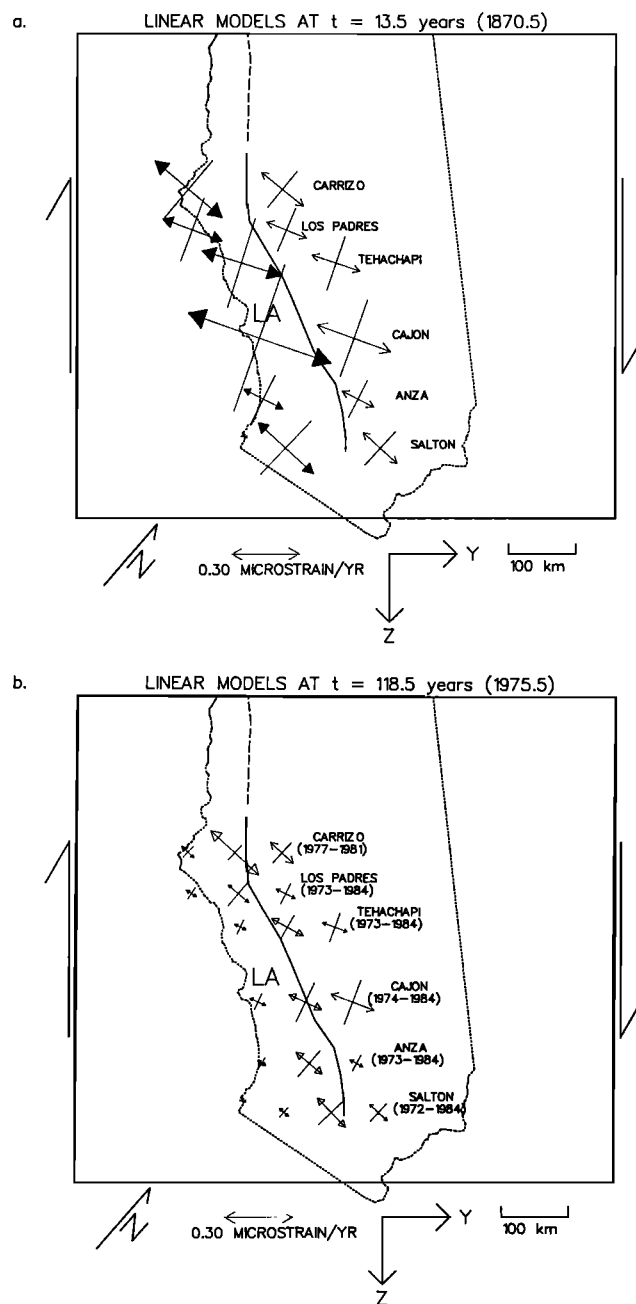 a. LINEAR MODELS AT t = 13.5 years (1870.5)
CARRIZO
LOS PADRES
TEHACHAPI
LA
CAJON
ANZA
SALTON
N
0.30 MICROSTRAIN/YR
Y
100 km
Z
b. LINEAR MODELS AT t = 118.5 years (1975.5)
CARRIZO
(1977-1981)
LOS PADRES
(1973-1984)
TEHACHAPI
(1973-1984)
LA
CAJON
(1974-1984)
ANZA
(1973-1984)
SALTON
(1972-1984)
N
0.30 MICROSTRAIN/YR
Y
100 km
Z